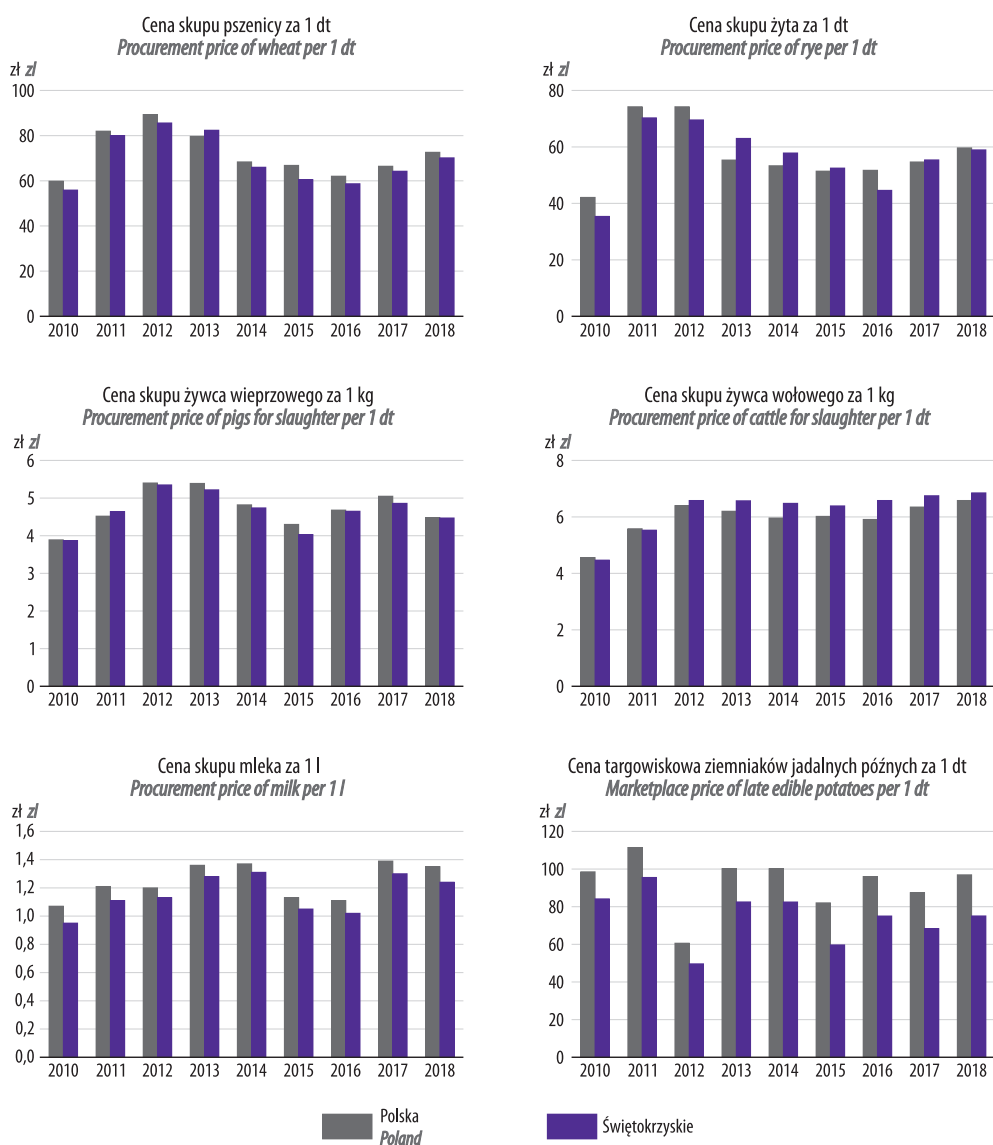 Cena skupu pszenicy za 1 dt
Procurement price of wheat per 1 dt
zł zl
100
80
60
40
20
0
2010 2011 2012 2013 2014 2015 2016 2017 2018
Cena skupu żyta za 1 dt
Procurement price of rye per 1 dt
zł zl
80
60
40
20
0
2010 2011 2012 2013 2014 2015 2016 2017 2018
Cena skupu żywca wieprzowego za 1 kg
Procurement price of pigs for slaughter per 1 dt
zł zl
6
5
4
3
2
1
0
2010 2011 2012 2013 2014 2015 2016 2017 2018
Cena skupu żywca wołowego za 1 kg
Procurement price of cattle for slaughter per 1 dt
zł zl
8
6
4
2
0
2010 2011 2012 2013 2014 2015 2016 2017 2018
Cena skupu mleka za 1 l
Procurement price of milk per 1 l
zł zl
1,6
1,4
1,2
1,0
0,8
0,6
0,4
0,2
0,0
2010 2011 2012 2013 2014 2015 2016 2017 2018
Cena targowiskowa ziemniaków jadalnych późnych za 1 dt
Marketplace price of late edible potatoes per 1 dt
zł zl
120
100
80
60
40
20
0
2010 2011 2012 2013 2014 2015 2016 2017 2018
Polska
Poland
Świętokrzyskie